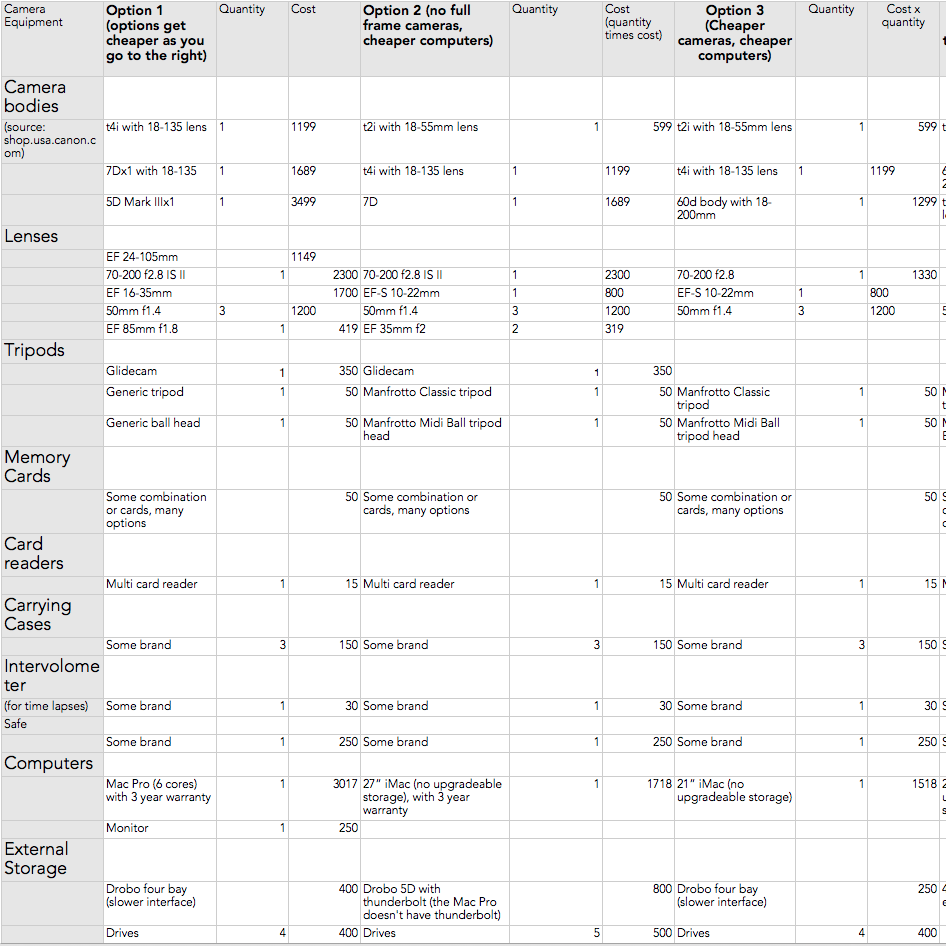 Camera Equipment Option 1 (options get cheaper as you go to the right) Quantity Cost Option 2 (no full frame cameras, cheaper computers) Quantity Cost (quantity times cost) Option 3 (Cheaper cameras, cheaper computers) Quantity Cost x quantity
Camera bodies
(source: shop.usa.canon.com) t4i with 18-135 lens 1 1199 t2i with 18-55mm lens 1 599 t2i with 18-55mm lens 1 599
7Dx1 with 18-135 1 1689 t4i with 18-135 lens 1 1199 t4i with 18-135 lens 1 1199
5D Mark IIIx1 1 3499 7D 1 1689 60d body with 18-200mm 1 1299
Lenses
EF 24-105mm 1149
70-200 f2.8 IS II 1 2300 70-200 f2.8 IS II 1 2300 70-200 f2.8 1 1330
EF 16-35mm 1700 EF-S 10-22mm 1 800 EF-S 10-22mm 1 800
50mm f1.4 3 1200 50mm f1.4 3 1200 50mm f1.4 3 1200
EF 85mm f1.8 1 419 EF 35mm f2 2 319
Tripods
Glidecam 1 350 Glidecam 1 350
Generic tripod 1 50 Manfrotto Classic tripod 1 50 Manfrotto Classic tripod 1 50
Generic ball head 1 50 Manfrotto Midi Ball tripod head 1 50 Manfrotto Midi Ball tripod head 1 50
Memory Cards
Some combination or cards, many options 50 Some combination or cards, many options 50 Some combination or cards, many options 50
Card readers
Multi card reader 1 15 Multi card reader 1 15 Multi card reader 1 15
Carrying Cases
Some brand 3 150 Some brand 3 150 Some brand 3 150
Intervolometer
(for time lapses) Some brand 1 30 Some brand 1 30 Some brand 1 30
Safe
Some brand 1 250 Some brand 1 250 Some brand 1 250
Computers
Mac Pro (6 cores) with 3 year warranty 1 3017 27” iMac (no upgradeable storage), with 3 year warranty 1 1718 21” iMac (no upgradeable storage) 1 1518
Monitor 1 250
External Storage
Drobo four bay (slower interface) 400 Drobo 5D with thunderbolt (the Mac Pro doesn't have thunderbolt) 800 Drobo four bay (slower interface) 250
Drives 4 400 Drives 5 500 Drives 4 400